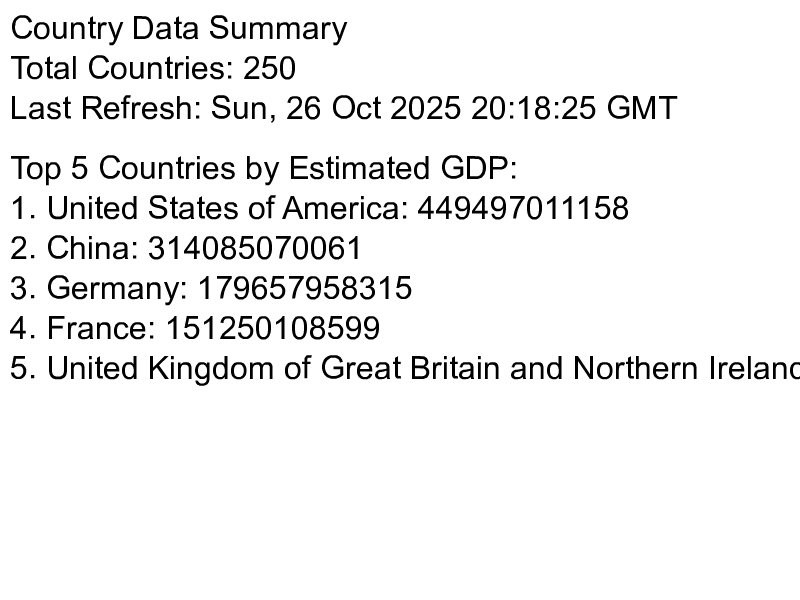 Country Data Summary
Total Countries: 250
Last Refresh: Sun, 26 Oct 2025 20:18:25 GMT
Top 5 Countries by Estimated GDP:
1. United States of America: 449497011158
2. China: 314085070061
3. Germany: 179657958315
4. France: 151250108599
5. United Kingdom of Great Britain and Northern Ireland